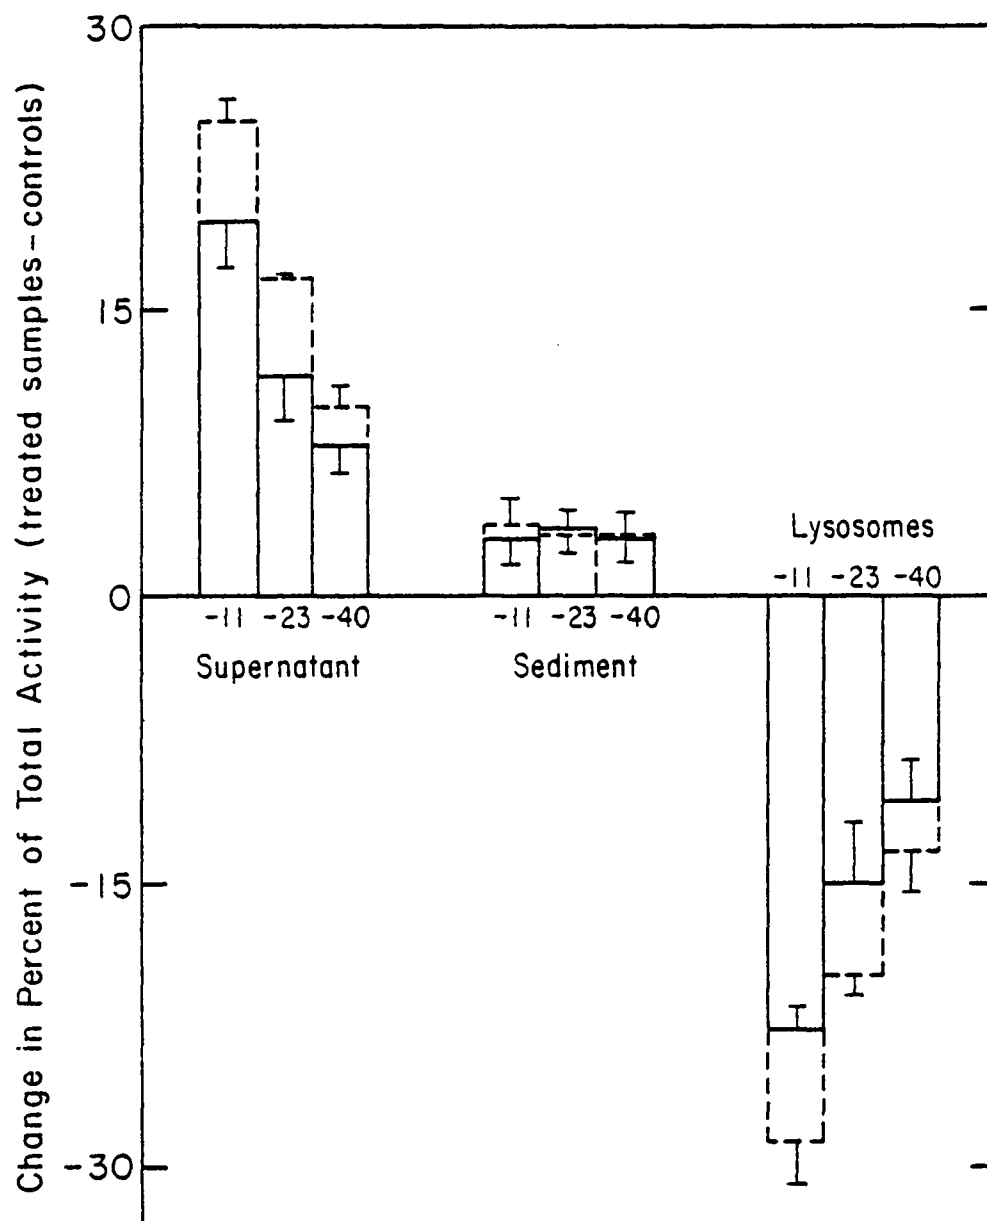 Change in Percent of Total Activity (treated samples-controls)
30
15
0
-15
-30
-11 -23 -40
Supernatant
-11 -23 -40
Sediment
Lysosomes
-11 -23 -40